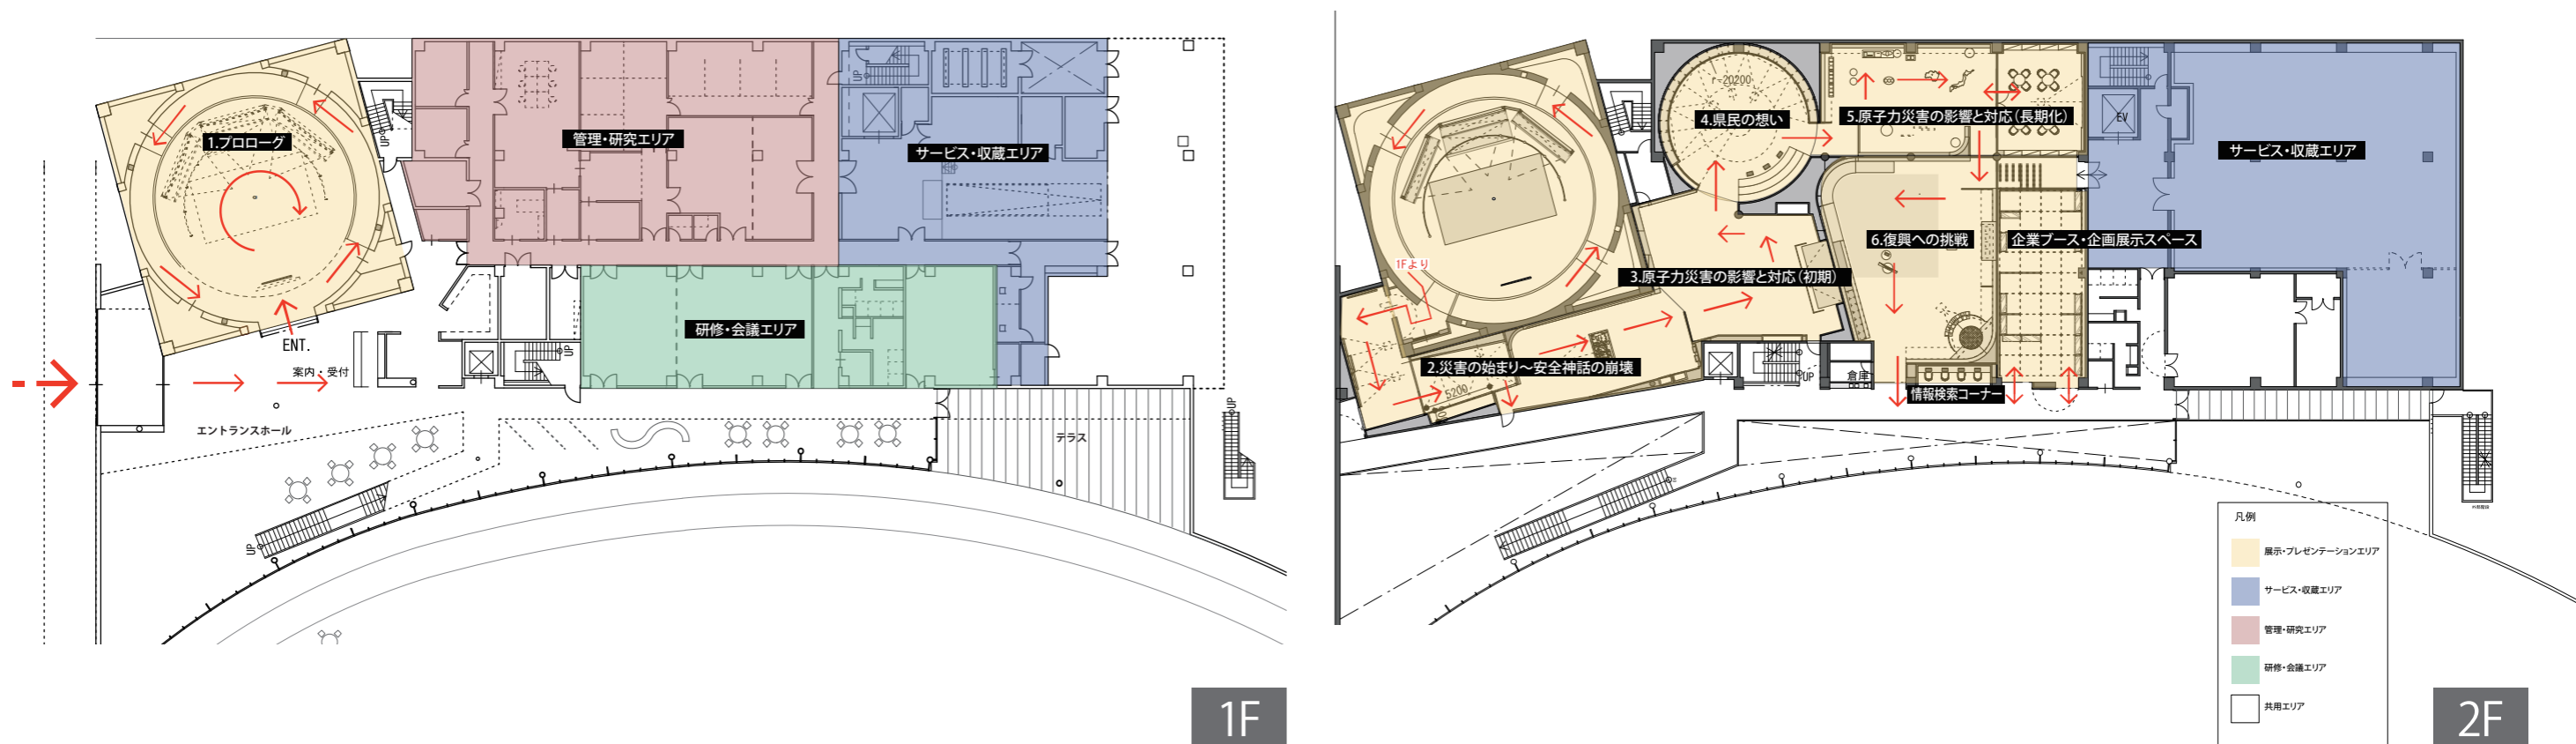 1.プロローグ
UP
管理・研究エリア
UP
サービス・収蔵エリア
ENT.
案内・受付
UP
研修・会議エリア
エントランスホール
テラス
UP
UP
1F
4.県民の想い
20200
5.原子力災害の影響と対応(長期化)
EV
サービス・収蔵エリア
UP
6.復興への挑戦
企業ブース・企画展示スペース
1Fより
3.原子力災害の影響と対応(初期)
2.災害の始まり～安全神話の崩壊
5200
UP
倉庫
情報検索コーナー
凡例
展示・プレゼンテーションエリア
サービス・収蔵エリア
管理・研究エリア
研修・会議エリア
共用エリア
2F